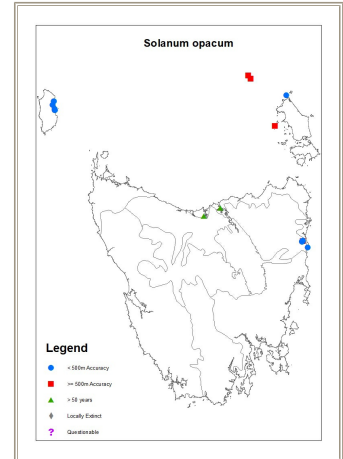 Solanum opacum
Legend
< 500m Accuracy
>= 500m Accuracy
> 50 years
Locally Extinct
? Questionable